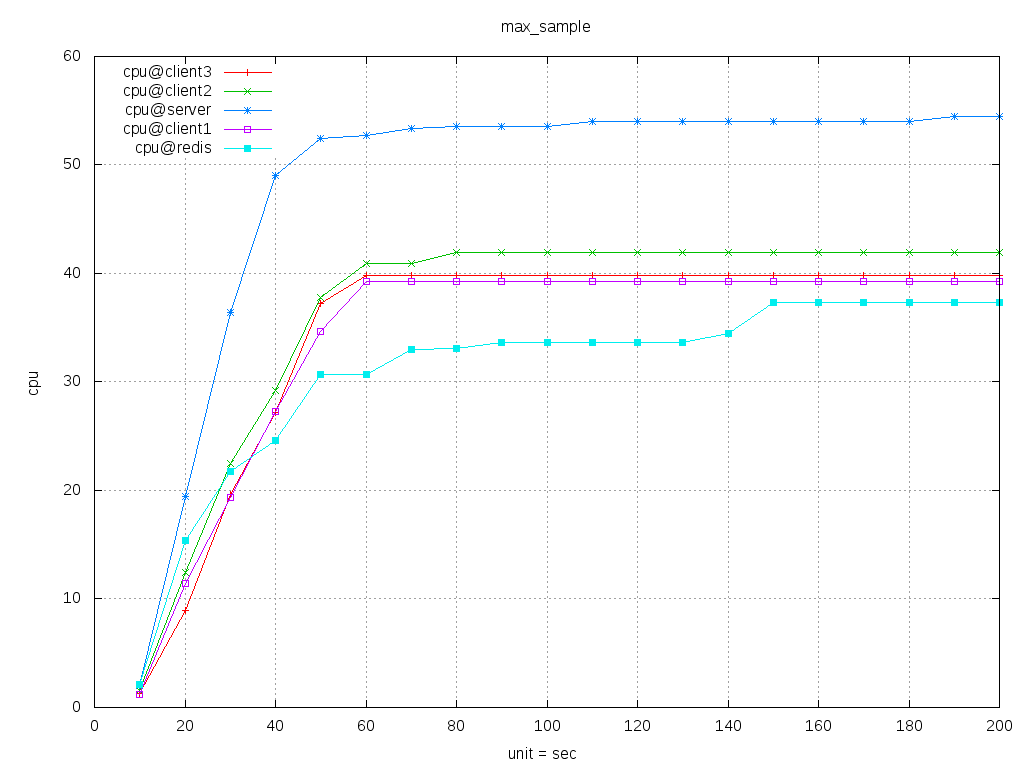 max_sample
60
50
40
30
20
10
0
cpu
cpu@client3
cpu@client2
cpu@server
cpu@client1
cpu@redis
0 20 40 60 80 100 120 140 160 180 200
unit = sec